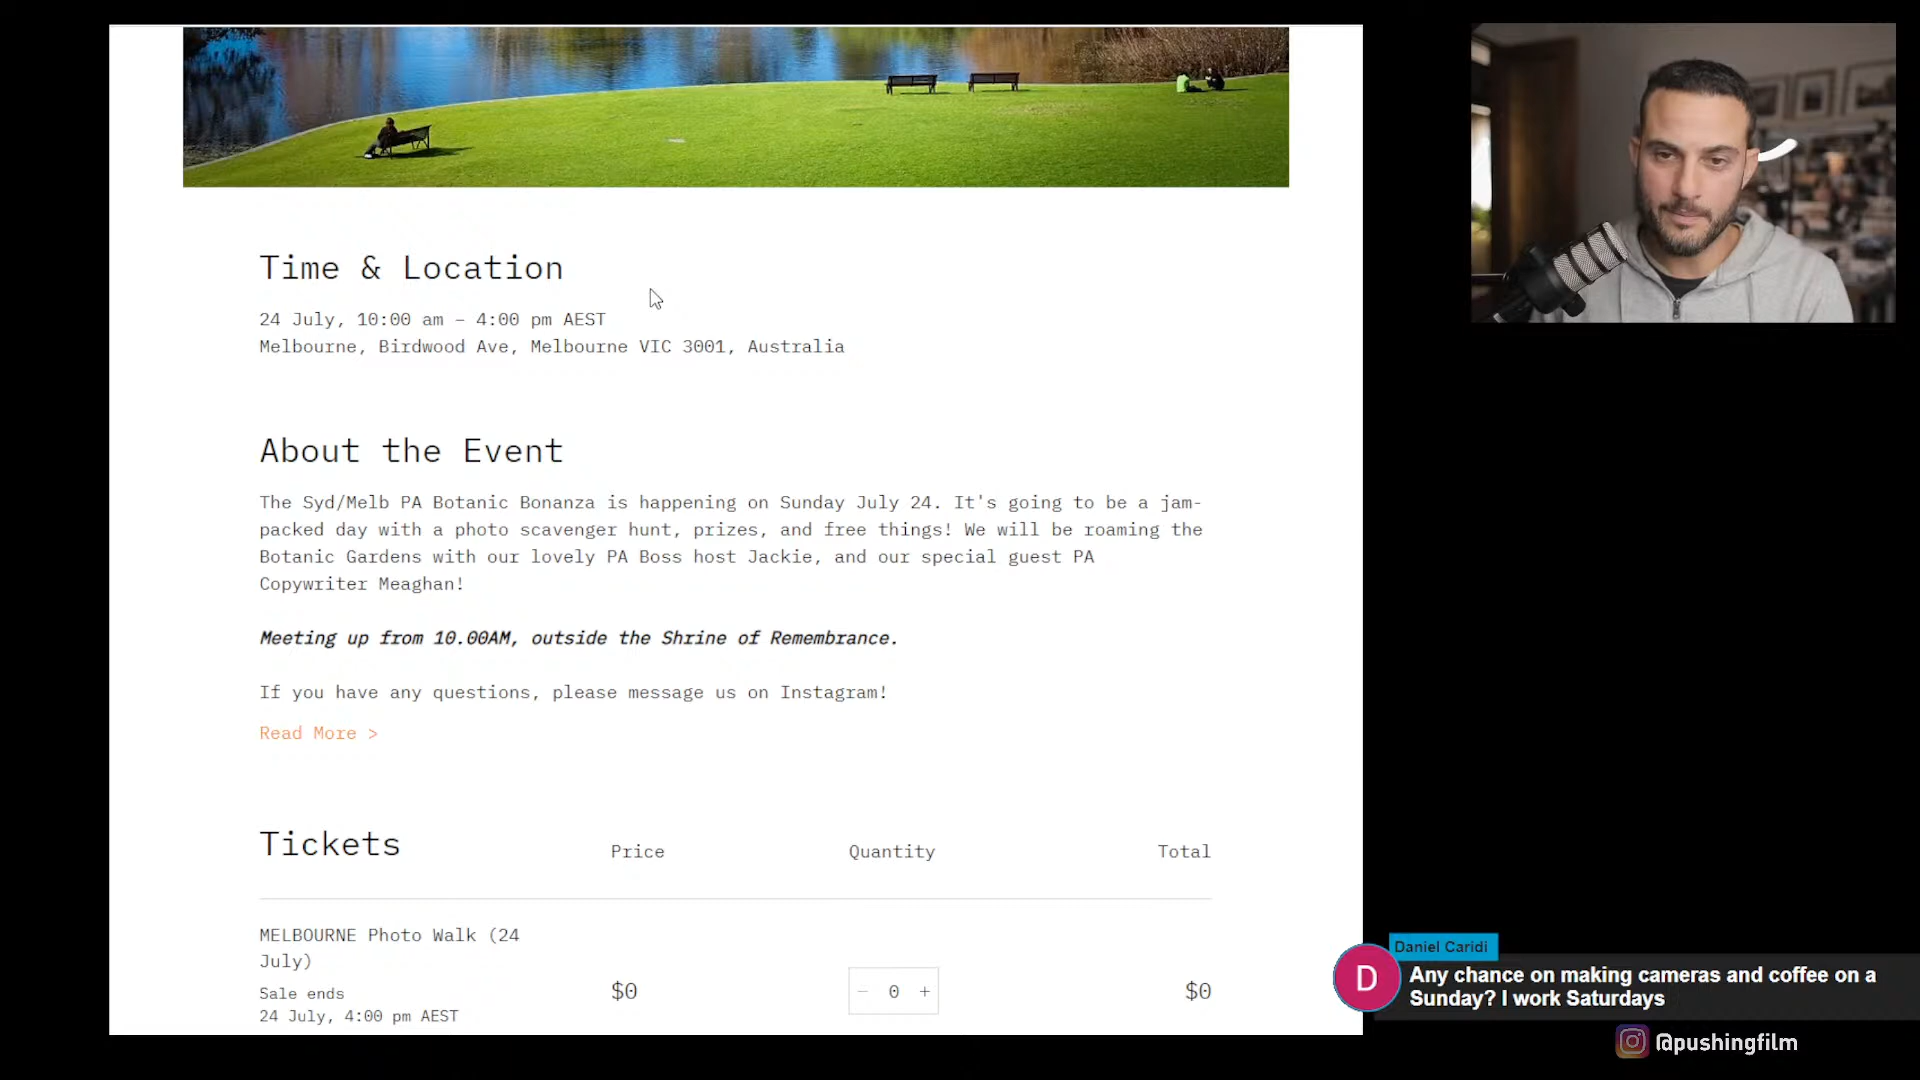 Time & Location
24 July, 10:00 am – 4:00 pm AEST
Melbourne, Birdwood Ave, Melbourne VIC 3001, Australia
About the Event
The Syd/Melb PA Botanic Bonanza is happening on Sunday July 24. It's going to be a jam-
packed day with a photo scavenger hunt, prizes, and free things! We will be roaming the
Botanic Gardens with our lovely PA Boss host Jackie, and our special guest PA
Copywriter Meaghan!
Meeting up from 10.00AM, outside the Shrine of Remembrance.
If you have any questions, please message us on Instagram!
Read More >
Tickets Price Quantity Total
MELBOURNE Photo Walk (24
July)
Sale ends
24 July, 4:00 pm AEST
$0 − 0 + $0
Daniel Caridi
D
Any chance on making cameras and coffee on a
Sunday? I work Saturdays
@pushingfilm